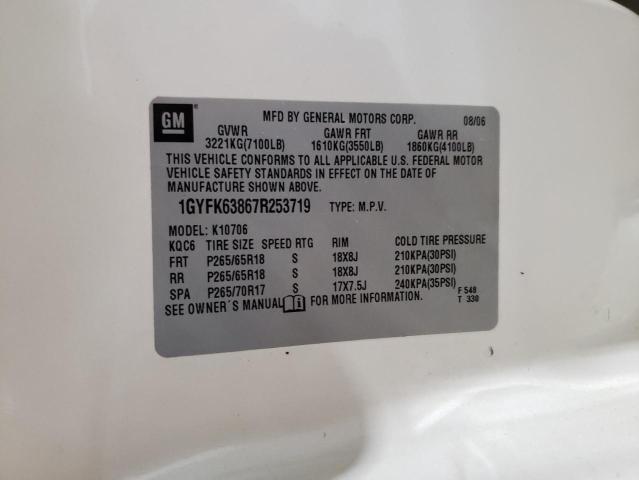 GM ®
MFD BY GENERAL MOTORS CORP. 08/06
GVWR GAWR FRT GAWR RR
3221KG(7100LB) 1610KG(3550LB) 1860KG(4100LB)
THIS VEHICLE CONFORMS TO ALL APPLICABLE U.S. FEDERAL MOTOR
VEHICLE SAFETY STANDARDS IN EFFECT ON THE DATE OF
MANUFACTURE SHOWN ABOVE.
1GYFK63867R253719 TYPE: M.P.V.
MODEL: K10706
KQC6 TIRE SIZE SPEED RTG RIM COLD TIRE PRESSURE
FRT P265/65R18 S 18X8J 210KPA(30PSI)
RR P265/65R18 S 18X8J 210KPA(30PSI)
SPA P265/70R17 S 17X7.5J 240KPA(35PSI) F 548
SEE OWNER'S MANUAL FOR MORE INFORMATION. T 330